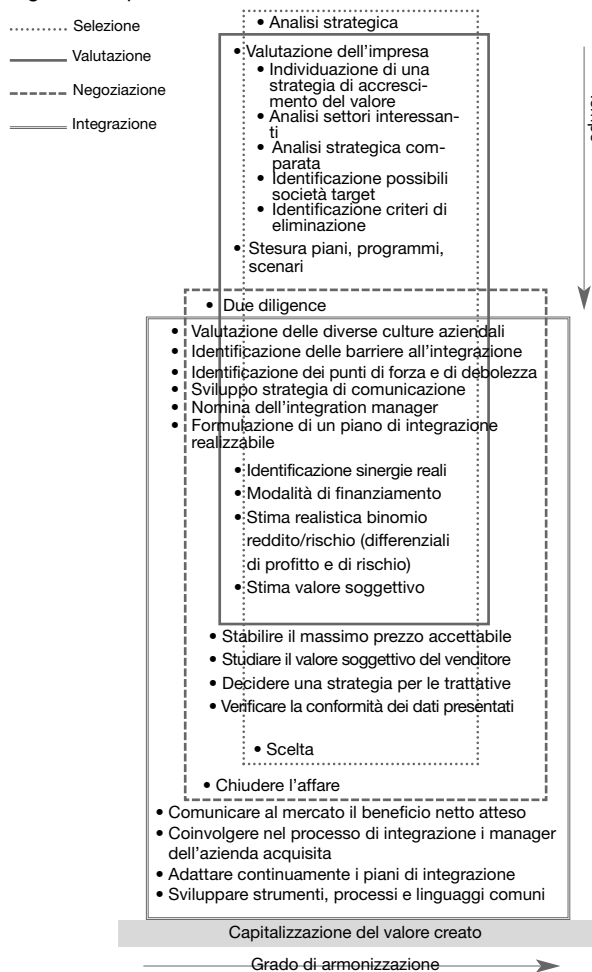 Selezione
Valutazione
Negoziazione
Integrazione
• Analisi strategica
• Valutazione dell'impresa
• Individuazione di una
strategia di accresci-
mento del valore
• Analisi settori interessan-
ti
• Analisi strategica com-
parata
• Identificazione possibili
società target
• Identificazione criteri di
eliminazione
• Stesura piani, programmi,
scenari
• Due diligence
• Valutazione delle diverse culture aziendali
• Identificazione delle barriere all'integrazione
• Identificazione dei punti di forza e di debolezza
• Sviluppo strategia di comunicazione
• Nomina dell'integration manager
• Formulazione di un piano di integrazione
realizzabile
• Identificazione sinergie reali
• Modalità di finanziamento
• Stima realistica binomio
reddito/rischio (differenziali
di profitto e di rischio)
• Stima valore soggettivo
• Stabilire il massimo prezzo accettabile
• Studiare il valore soggettivo del venditore
• Decidere una strategia per le trattative
• Verificare la conformità dei dati presentati
• Scelta
• Chiudere l'affare
• Comunicare al mercato il beneficio netto atteso
• Coinvolgere nel processo di integrazione i manager
dell'azienda acquisita
• Adattare continuamente i piani di integrazione
• Sviluppare strumenti, processi e linguaggi comuni
Capitalizzazione del valore creato
Grado di armonizzazione